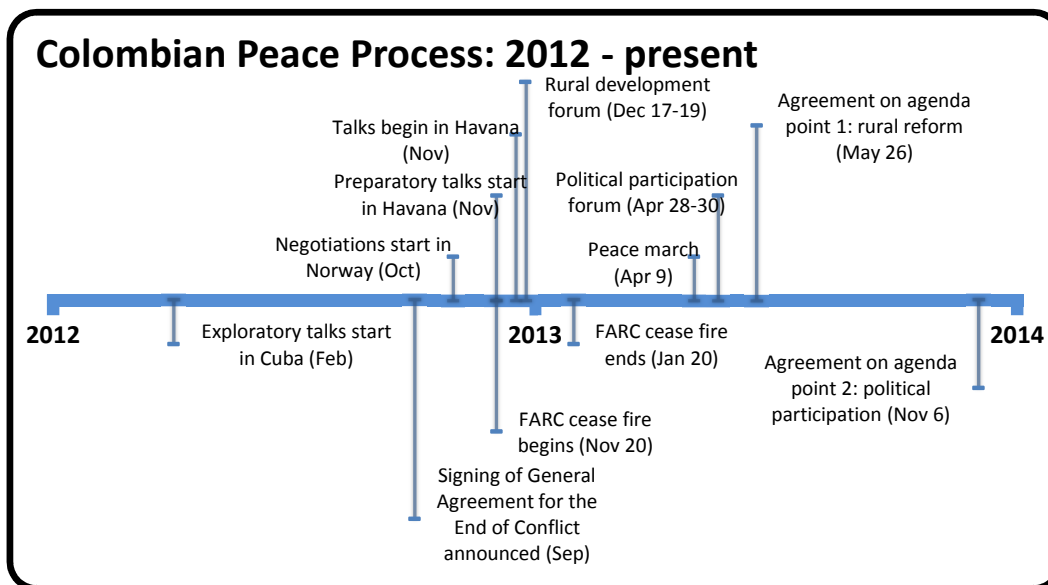 Colombian Peace Process: 2012 - present
Rural development
forum (Dec 17-19)
Agreement on agenda
point 1: rural reform
(May 26)
Talks begin in Havana
(Nov)
Preparatory talks start
in Havana (Nov)
Political participation
forum (Apr 28-30)
Negotiations start in
Norway (Oct)
Peace march
(Apr 9)
2012
2013
2014
Exploratory talks start
in Cuba (Feb)
FARC cease fire
ends (Jan 20)
Agreement on agenda
point 2: political
participation (Nov 6)
FARC cease fire
begins (Nov 20)
Signing of General
Agreement for the
End of Conflict
announced (Sep)